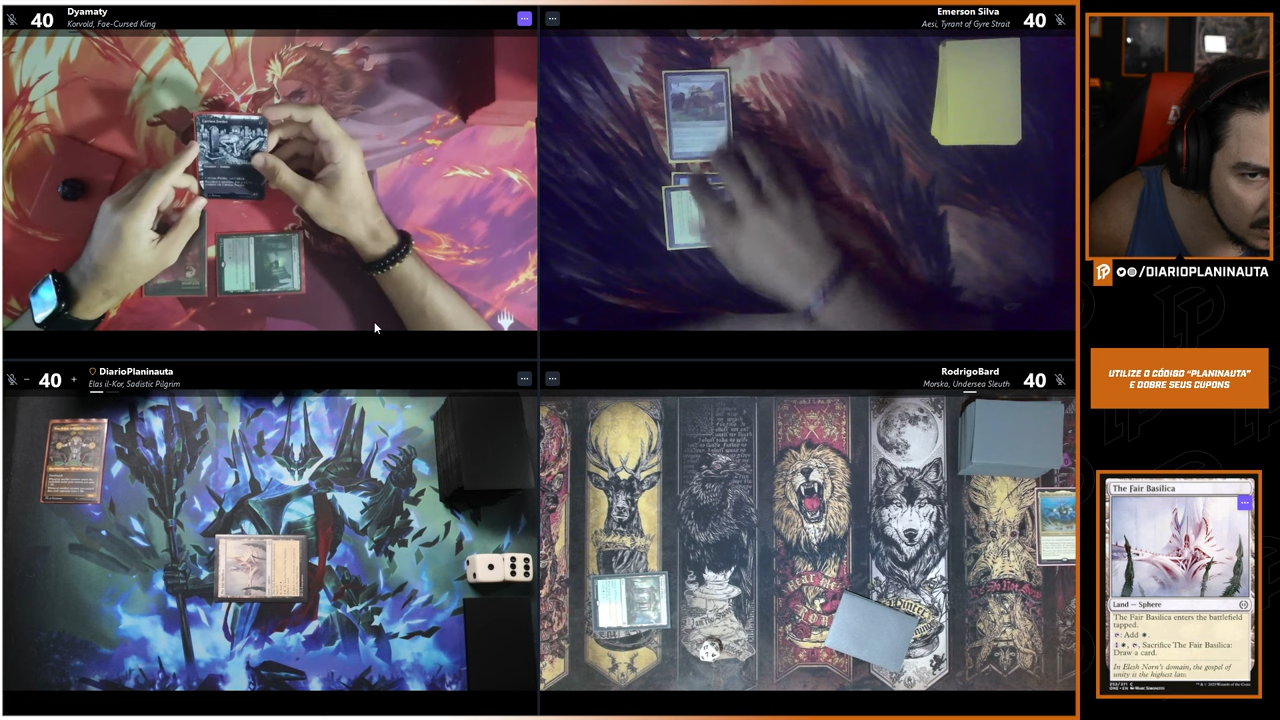 40
Dyamaty
Korvold, Fae-Cursed King
Emerson Silva
Aesi, Tyrant of Gyre Strait
40
− 40 +
DiarioPlaninauta
Elas il-Kor, Sadistic Pilgrim
RodrigoBard
Morska, Undersea Sleuth
40
/DIARIOPLANINAUTA
UTILIZE O CÓDIGO "PLANINAUTA"
E DOBRE SEUS CUPONS
The Fair Basilica
Land — Sphere
The Fair Basilica enters the battlefield
tapped.
: Add
Sacrifice The Fair Basilica:
Draw a card.
In Elesh Norn's domain, the gospel of
unity is the highest law.